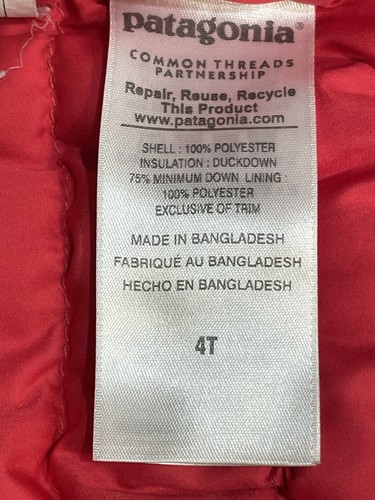 patagonia®
COMMON THREADS
PARTNERSHIP
Repair, Reuse, Recycle
This Product
www.patagonia.com
SHELL : 100% POLYESTER
INSULATION : DUCKDOWN
75% MINIMUM DOWN LINING :
100% POLYESTER
EXCLUSIVE OF TRIM
MADE IN BANGLADESH
FABRIQUÉ AU BANGLADESH
HECHO EN BANGLADESH
4T